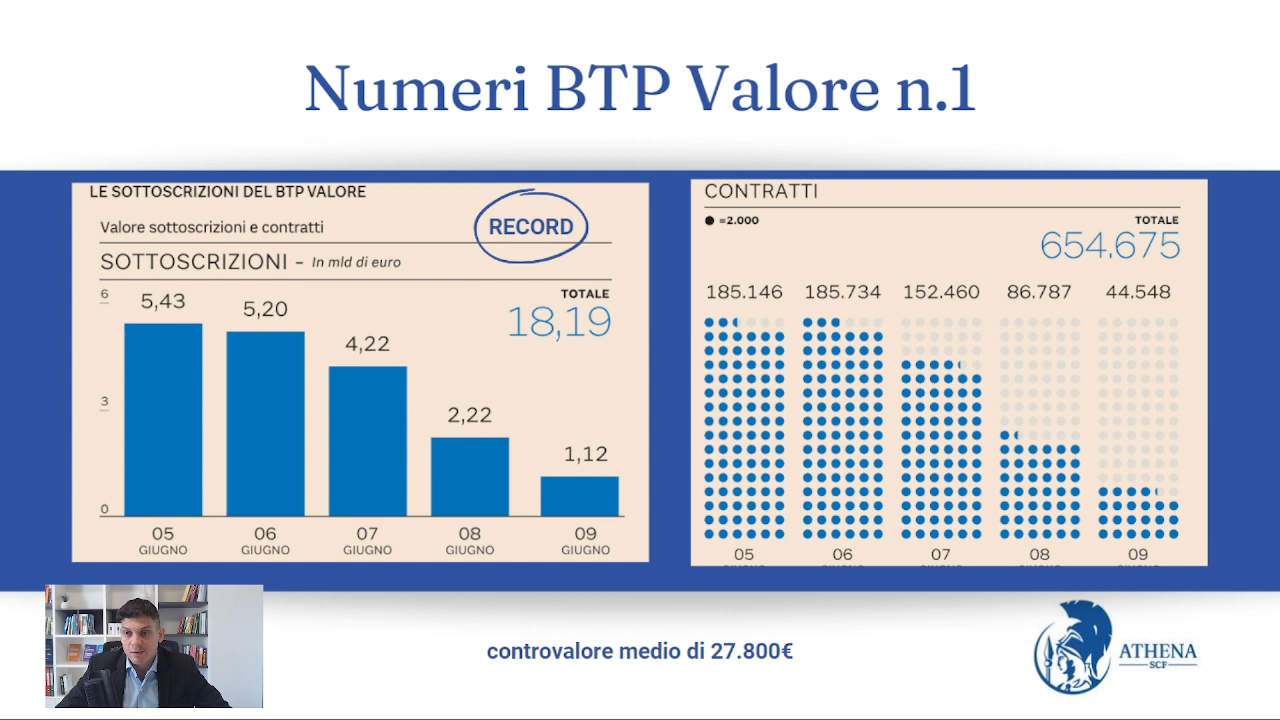 Numeri BTP Valore n.1
LE SOTTOSCRIZIONI DEL BTP VALORE
Valore sottoscrizioni e contratti
RECORD
SOTTOSCRIZIONI – In mld di euro
TOTALE
18,19
6
3
0
5,43
5,20
4,22
2,22
1,12
05
GIUGNO
06
GIUGNO
07
GIUGNO
08
GIUGNO
09
GIUGNO
CONTRATTI
=2.000
TOTALE
654.675
185.146 185.734 152.460 86.787 44.548
05 06 07 08 09
controvalore medio di 27.800€
ATHENA
SCF